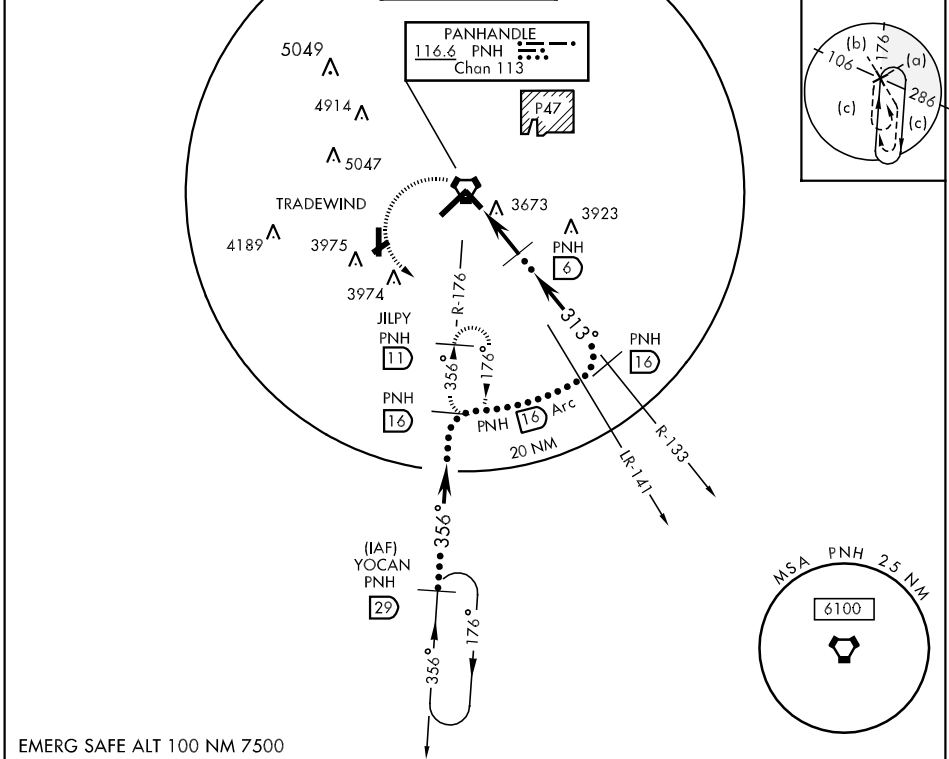 PANHANDLE
116.6 PNH
Chan 113
5049
4914
5047
P47
TRADEWIND
4189
3975
3974
3673
3923
PNH
6
R-176
313°
JILPY
PNH
11
356°
176°
PNH
16
PNH
16
PNH 16 Arc
20 NM
LR-141
R-133
356°
(IAF)
YOCAN
PNH
29
356°
176°
(b)
176
(a)
106
286
(c)
(c)
MSA PNH 25 NM
6100
EMERG SAFE ALT 100 NM 7500